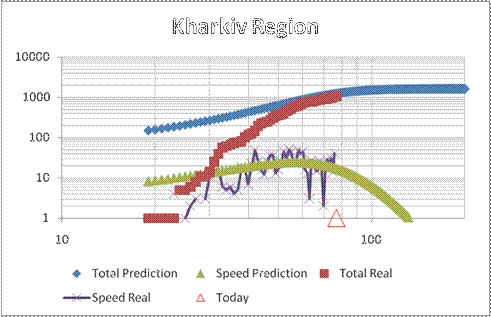 Kharkiv Region
10000
1000
100
10
1
10 100
Total Prediction Speed Prediction Total Real
Speed Real Today